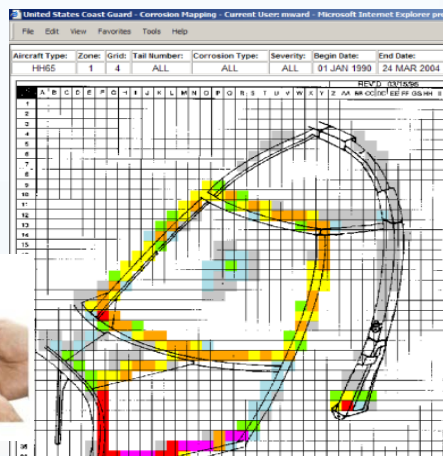 United States Coast Guard - Corrosion Mapping - Current User: mward - Microsoft Internet Explorer
File Edit View Favorites Tools Help
Aircraft Type: Zone: Grid: Tail Number: Corrosion Type: Severity: Begin Date: End Date:
HH65 1 4 ALL ALL ALL 01 JAN 1990 24 MAR 2004
A B C D E F G H I J K L M N O P Q R S T U V W X Y Z AA
1
2
3
4
5
6
7
8
9
10
11
12
13
14